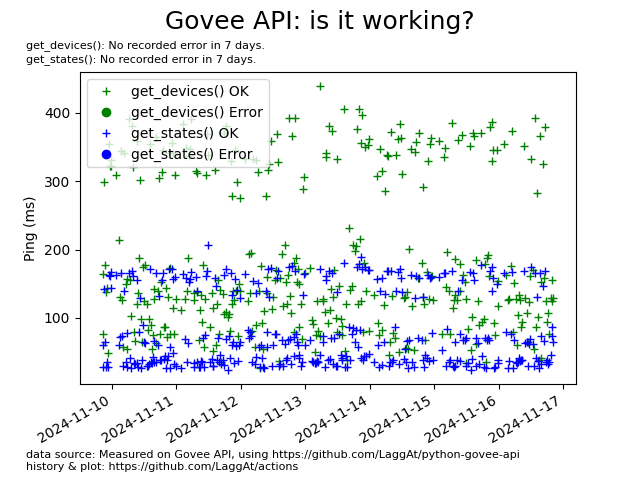 Govee API: is it working?
get_devices(): No recorded error in 7 days.
get_states(): No recorded error in 7 days.
get_devices() OK
get_devices() Error
get_states() OK
get_states() Error
Ping (ms)
400
300
200
100
2024-11-10
2024-11-11
2024-11-12
2024-11-13
2024-11-14
2024-11-15
2024-11-16
2024-11-17
data source: Measured on Govee API, using https://github.com/LaggAt/python-govee-api
history & plot: https://github.com/LaggAt/actions